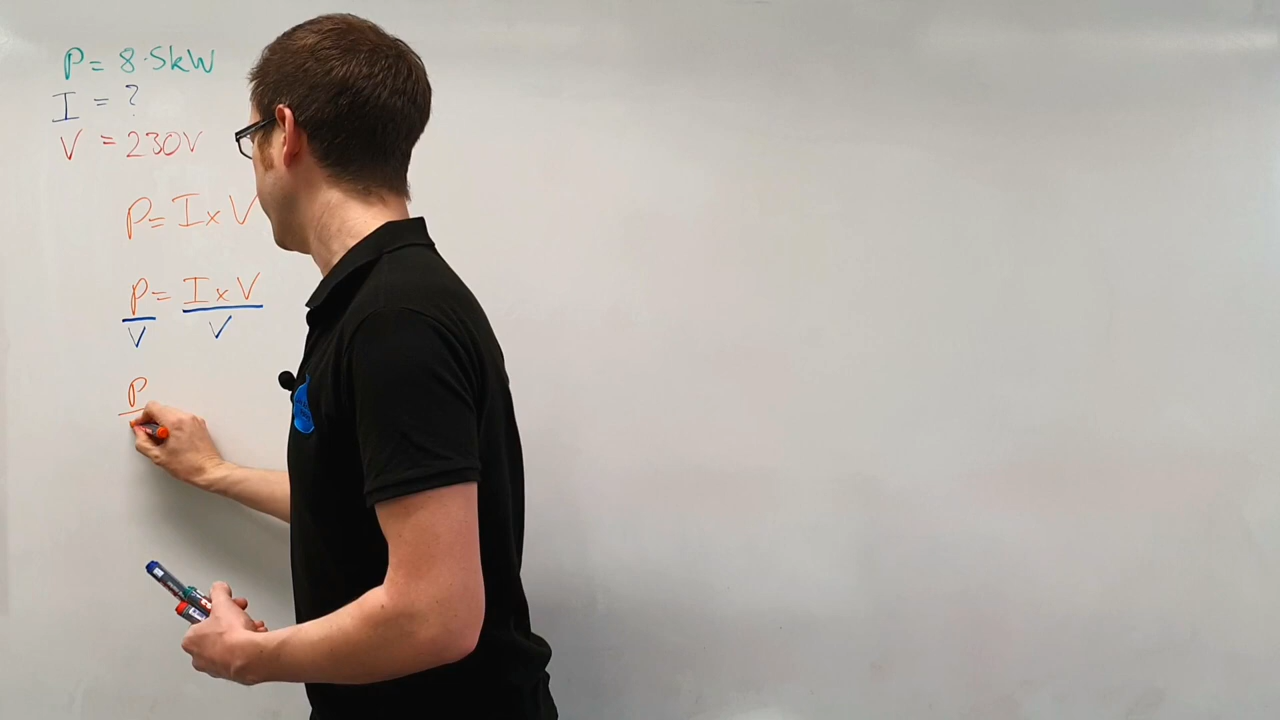 P = 8.5kW
I = ?
V = 230V
P = I x V
P = I x V
V V
P